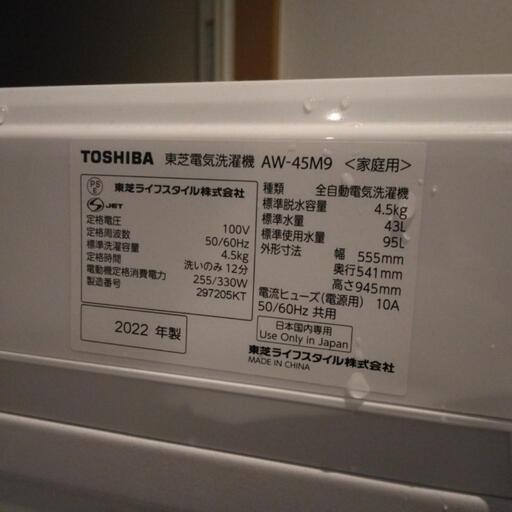 TOSHIBA 東芝電気洗濯機 AW-45M9 <家庭用>
PS E
JET
東芝ライフスタイル株式会社
定格電圧 100V
定格周波数 50/60Hz
標準洗濯容量 4.5kg
定格時間 洗いのみ 12分
電動機定格消費電力 255/330W
製造番号 297205KT
2022 年製
種類 全自動電気洗濯機
標準脱水容量 4.5kg
標準水量 43L
標準使用水量 95L
外形寸法 幅 555mm
奥行541mm
高さ945mm
電流ヒューズ(電源用) 10A
50/60Hz 共用
日本国内専用
Use Only in Japan
東芝ライフスタイル株式会社
MADE IN CHINA